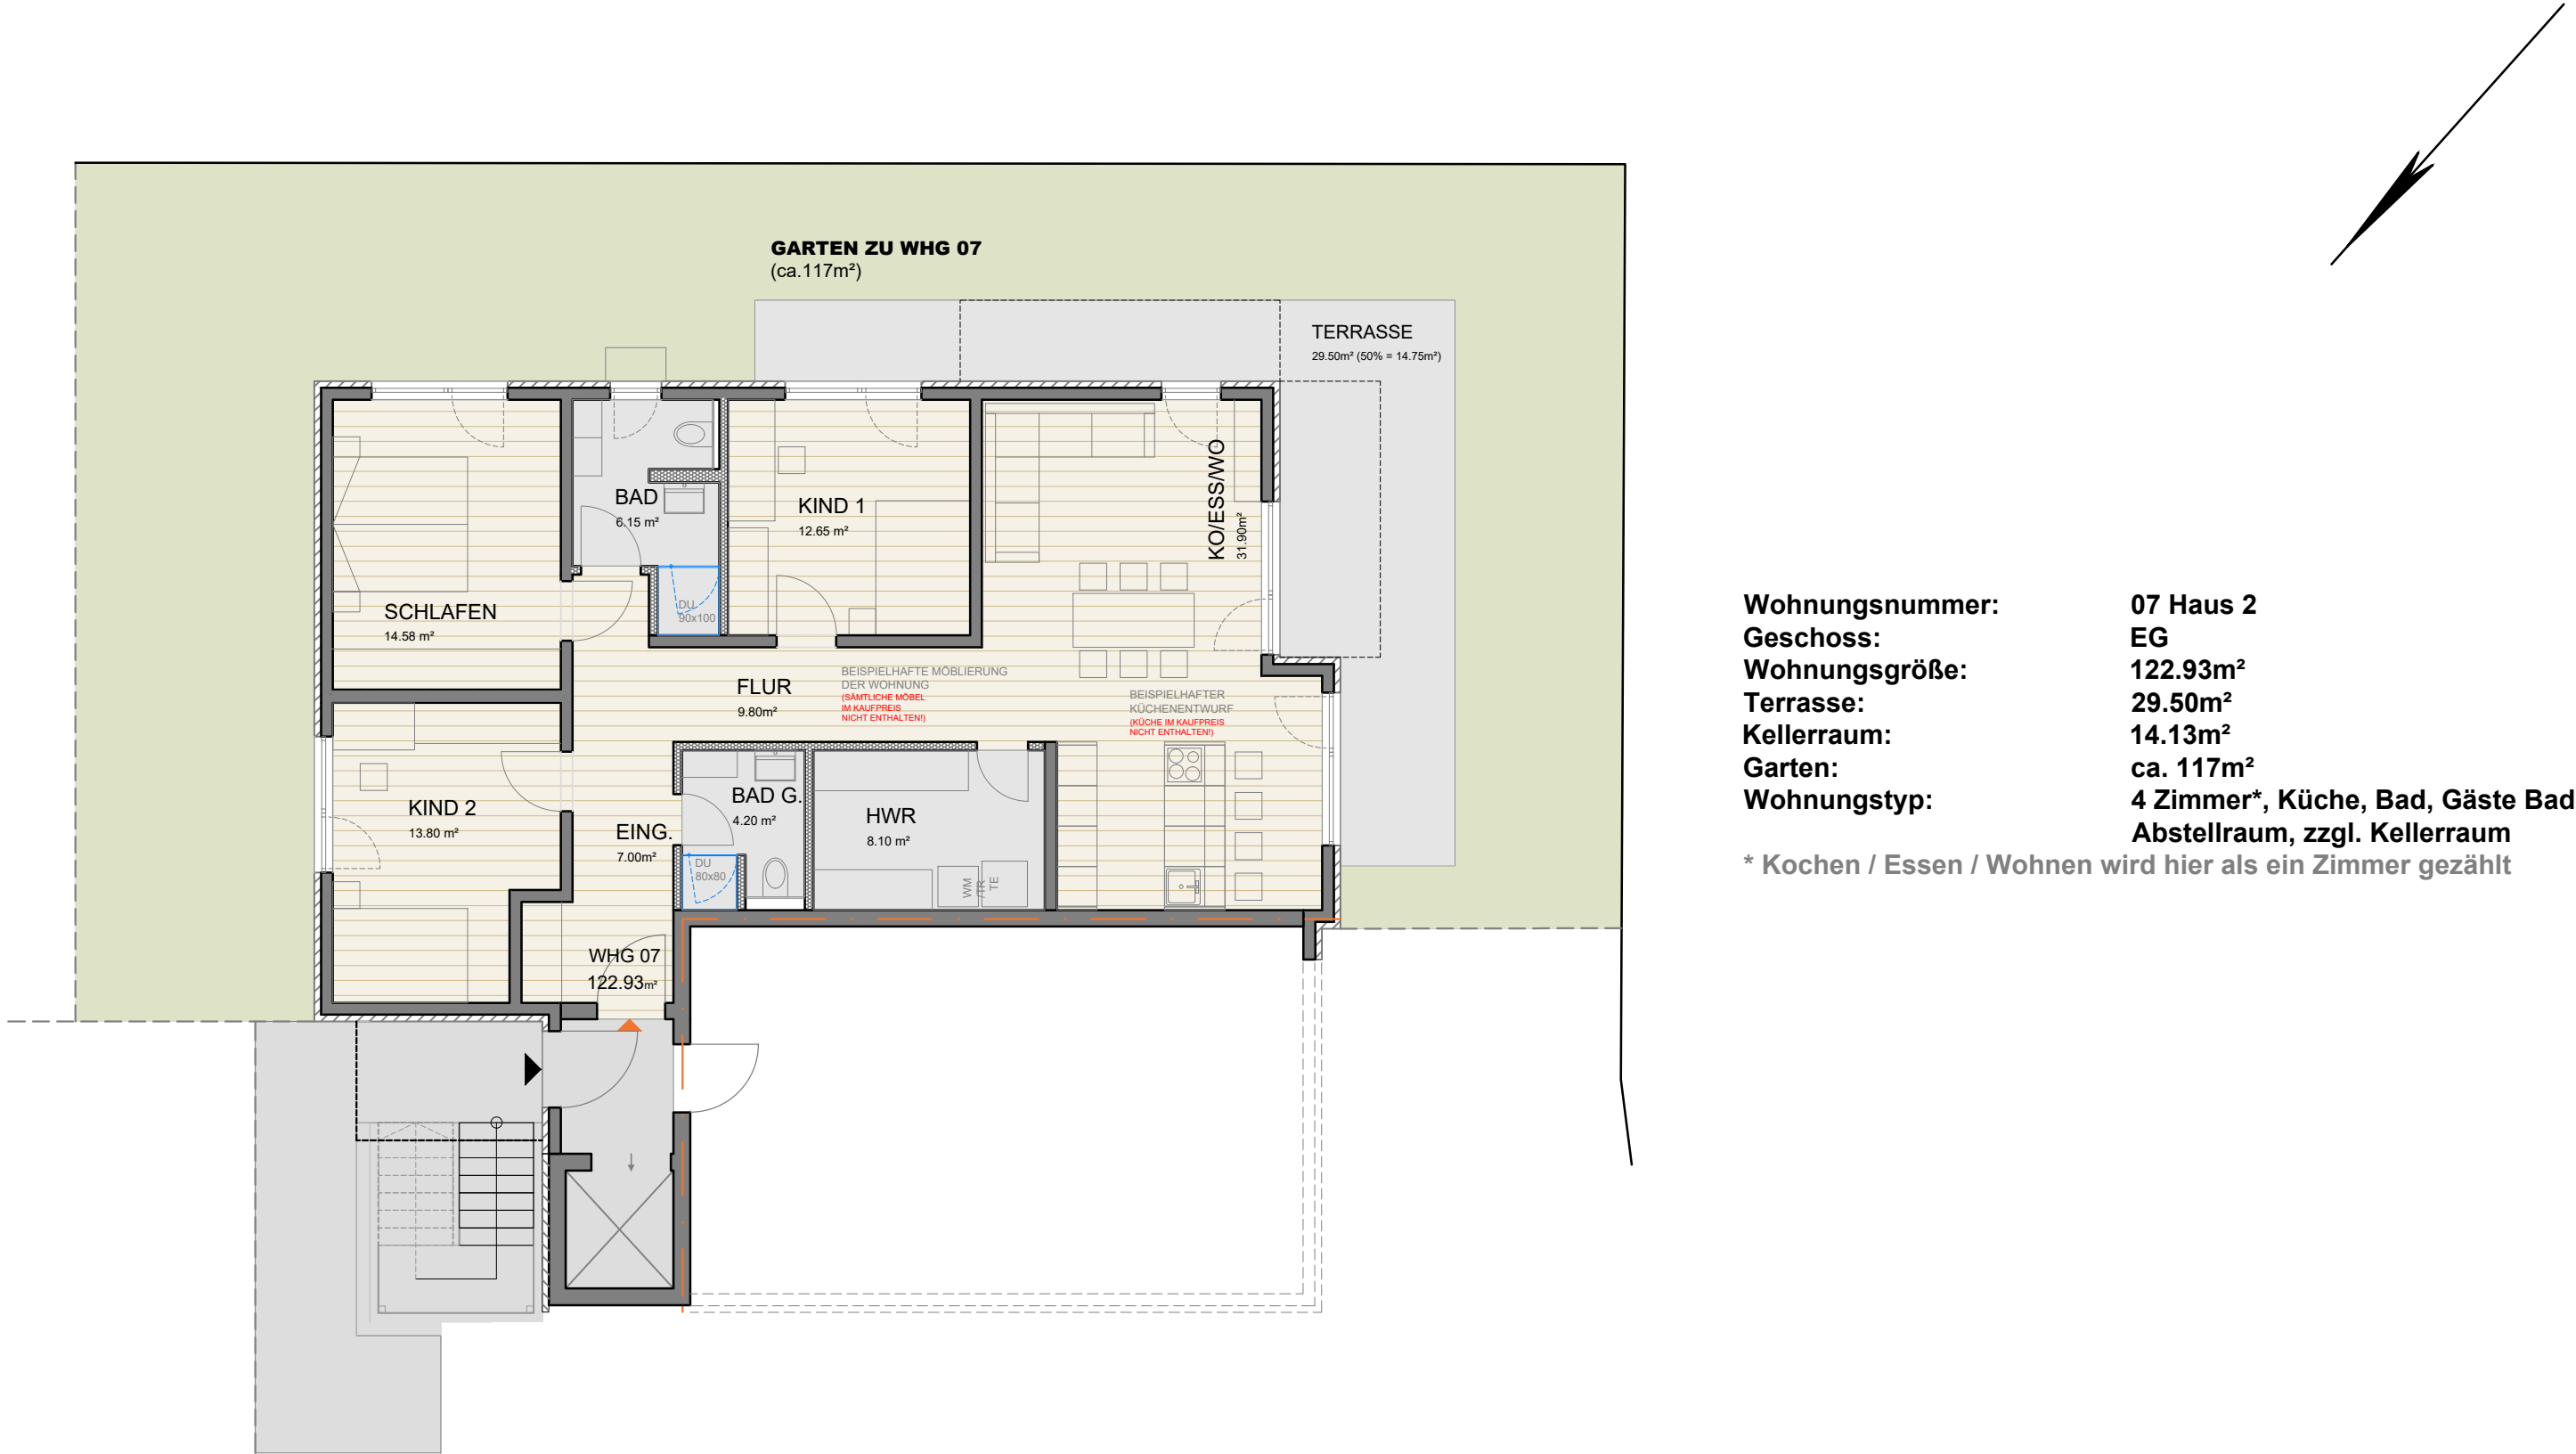 GARTEN ZU WHG 07
(ca.117m²)
TERRASSE
29.50m² (50% = 14.75m²)
KO/ESS/WO
31.90m²
BAD
6.15 m²
KIND 1
12.65 m²
DU
90x100
SCHLAFEN
14.58 m²
FLUR
9.80m²
BEISPIELHAFTE MÖBLIERUNG
DER WOHNUNG
(SÄMTLICHE MÖBEL
IM KAUFPREIS
NICHT ENTHALTEN!)
BEISPIELHAFTER
KÜCHENENTWURF
(KÜCHE IM KAUFPREIS
NICHT ENTHALTEN!)
KIND 2
13.80 m²
EING.
7.00m²
BAD G.
4.20 m²
DU
80x80
HWR
8.10 m²
WM
/TR
TE
WHG 07
122.93m²
Wohnungsnummer: 07 Haus 2
Geschoss: EG
Wohnungsgröße: 122.93m²
Terrasse: 29.50m²
Kellerraum: 14.13m²
Garten: ca. 117m²
Wohnungstyp: 4 Zimmer*, Küche, Bad, Gäste Bad
Abstellraum, zzgl. Kellerraum
* Kochen / Essen / Wohnen wird hier als ein Zimmer gezählt